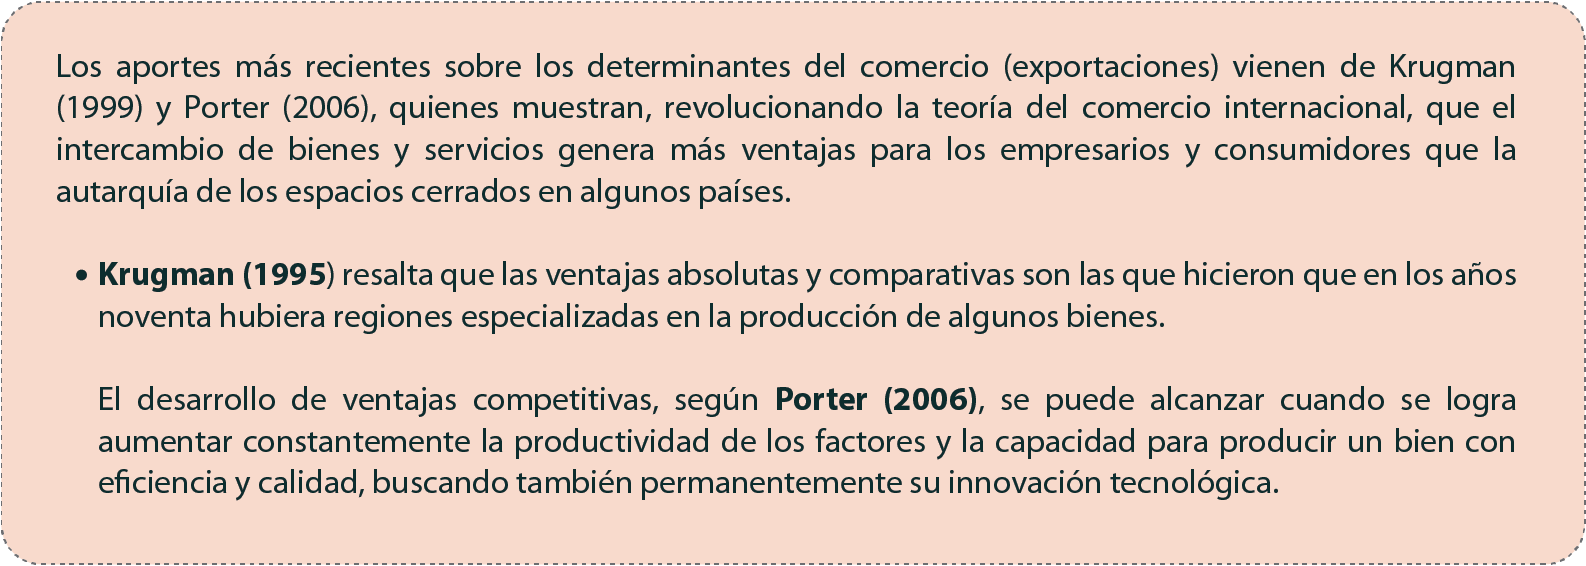 Los aportes más recientes sobre los determinantes del comercio (exportaciones) vienen de Krugman
(1999) y Porter (2006), quienes muestran, revolucionando la teoría del comercio internacional, que el
intercambio de bienes y servicios genera más ventajas para los empresarios y consumidores que la
autarquía de los espacios cerrados en algunos países.
• Krugman (1995) resalta que las ventajas absolutas y comparativas son las que hicieron que en los años
noventa hubiera regiones especializadas en la producción de algunos bienes.
El desarrollo de ventajas competitivas, según Porter (2006), se puede alcanzar cuando se logra
aumentar constantemente la productividad de los factores y la capacidad para producir un bien con
eficiencia y calidad, buscando también permanentemente su innovación tecnológica.